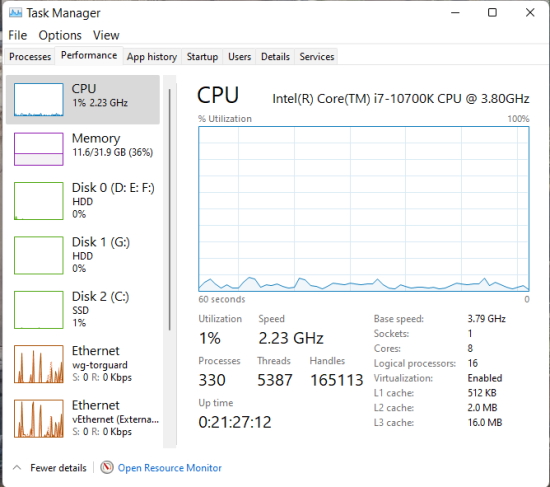 Task Manager
File Options View
Processes Performance App history Startup Users Details Services
CPU
1% 2.23 GHz
Memory
11.6/31.9 GB (36%)
Disk 0 (D: E: F:)
HDD
0%
Disk 1 (G:)
HDD
0%
Disk 2 (C:)
SSD
1%
Ethernet
wg-torguard
S: 0 R: 0 Kbps
Ethernet
vEthernet (Externa...
S: 0 R: 0 Kbps
CPU Intel(R) Core(TM) i7-10700K CPU @ 3.80GHz
% Utilization 100%
60 seconds 0
Utilization Speed
1% 2.23 GHz
Processes Threads Handles
330 5387 165113
Up time
0:21:27:12
Base speed: 3.79 GHz
Sockets: 1
Cores: 8
Logical processors: 16
Virtualization: Enabled
L1 cache: 512 KB
L2 cache: 2.0 MB
L3 cache: 16.0 MB
Fewer details Open Resource Monitor